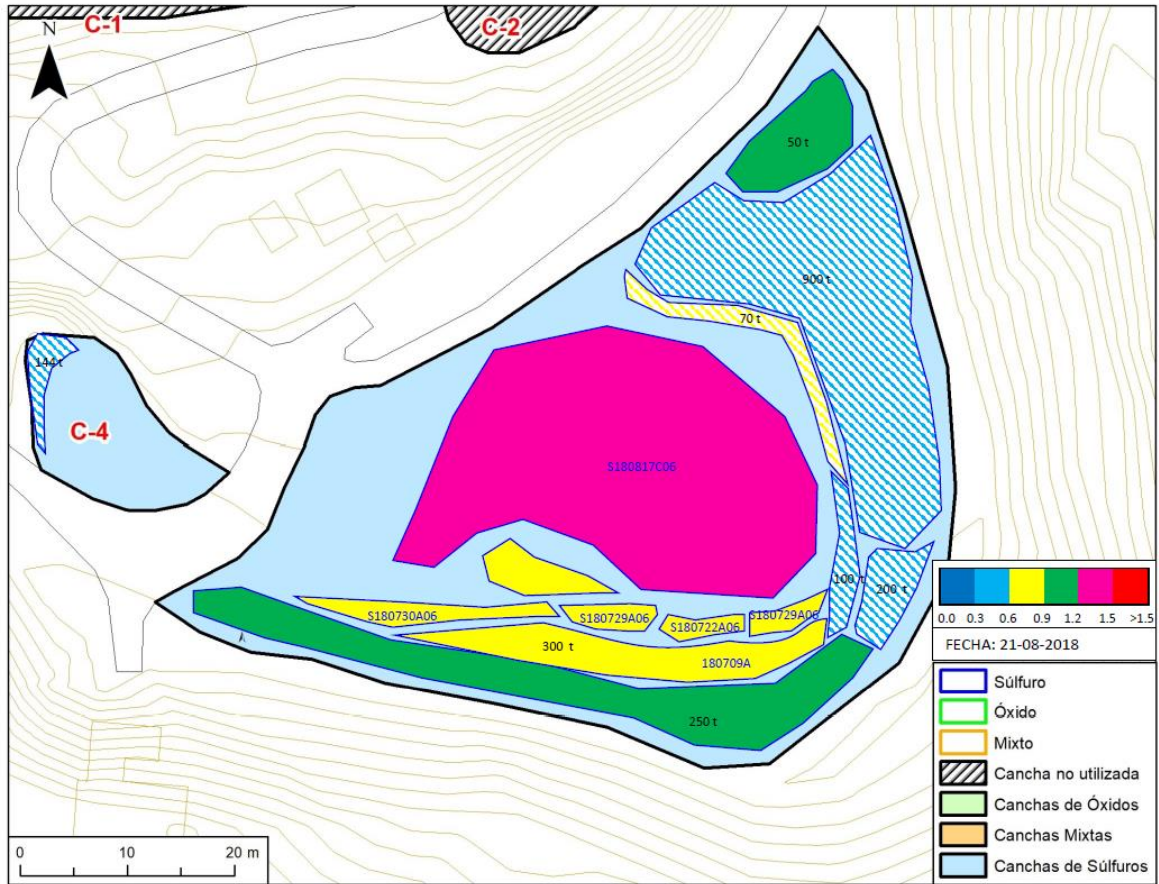 C-1
C-2
N
50 t
900 t
70 t
144 t
C-4
S180817C06
100 t
200 t
S180730A06
S180729A06
S180722A06
S180729A06
300 t
180709A
250 t
0.0 0.3 0.6 0.9 1.2 1.5 >1.5
FECHA: 21-08-2018
Súlfuro
Óxido
Mixto
Cancha no utilizada
Canchas de Óxidos
Canchas Mixtas
Canchas de Súlfuros
0 10 20 m